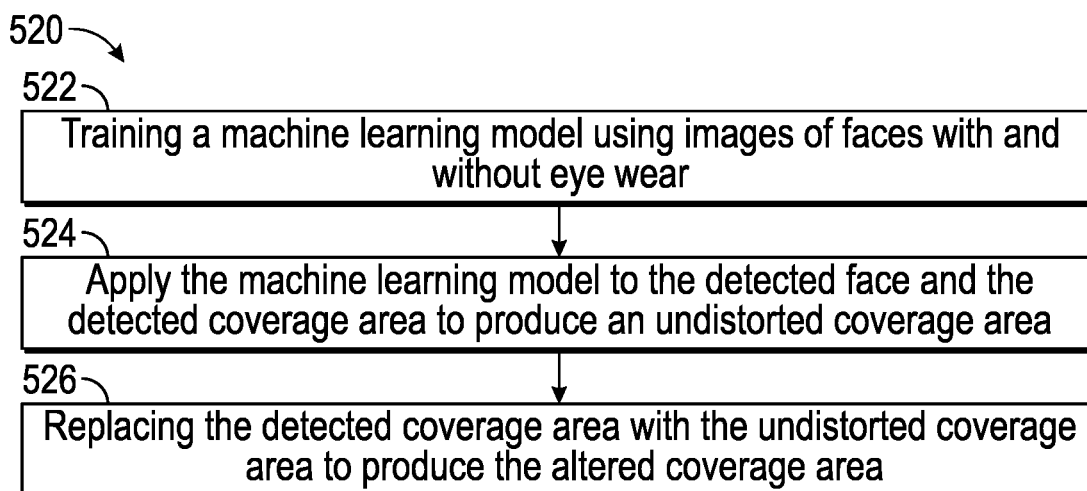 520
522
Training a machine learning model using images of faces with and
without eye wear
524
Apply the machine learning model to the detected face and the
detected coverage area to produce an undistorted coverage area
526
Replacing the detected coverage area with the undistorted coverage
area to produce the altered coverage area